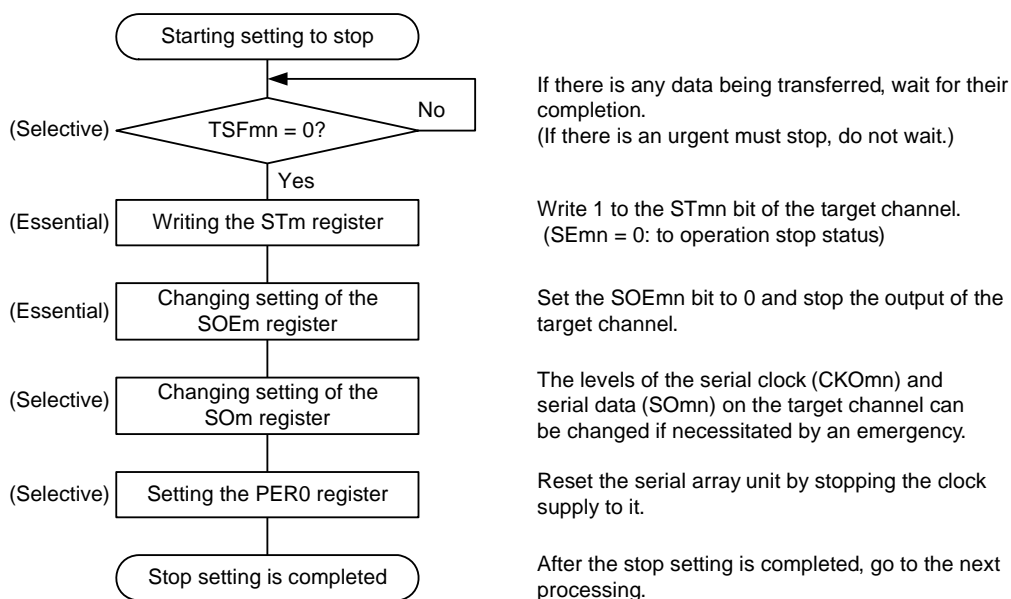 Starting setting to stop
If there is any data being transferred, wait for their
completion.
(If there is an urgent must stop, do not wait.)
(Selective)
TSFmn = 0?
No
Yes
(Essential)
Writing the STm register
Write 1 to the STmn bit of the target channel.
(SEmn = 0: to operation stop status)
(Essential)
Changing setting of the
SOEm register
Set the SOEmn bit to 0 and stop the output of the
target channel.
(Selective)
Changing setting of the
SOm register
The levels of the serial clock (CKOmn) and
serial data (SOmn) on the target channel can
be changed if necessitated by an emergency.
(Selective)
Setting the PER0 register
Reset the serial array unit by stopping the clock
supply to it.
Stop setting is completed
After the stop setting is completed, go to the next
processing.